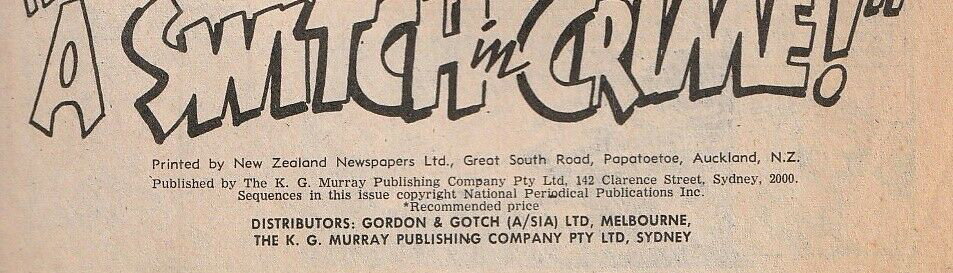 "A SWITCH in CRIME!"
Printed by New Zealand Newspapers Ltd., Great South Road, Papatoetoe, Auckland, N.Z.
Published by The K. G. Murray Publishing Company Pty Ltd, 142 Clarence Street, Sydney, 2000.
Sequences in this issue copyright National Periodical Publications Inc.
*Recommended price
DISTRIBUTORS: GORDON & GOTCH (A/SIA) LTD, MELBOURNE,
THE K. G. MURRAY PUBLISHING COMPANY PTY LTD, SYDNEY